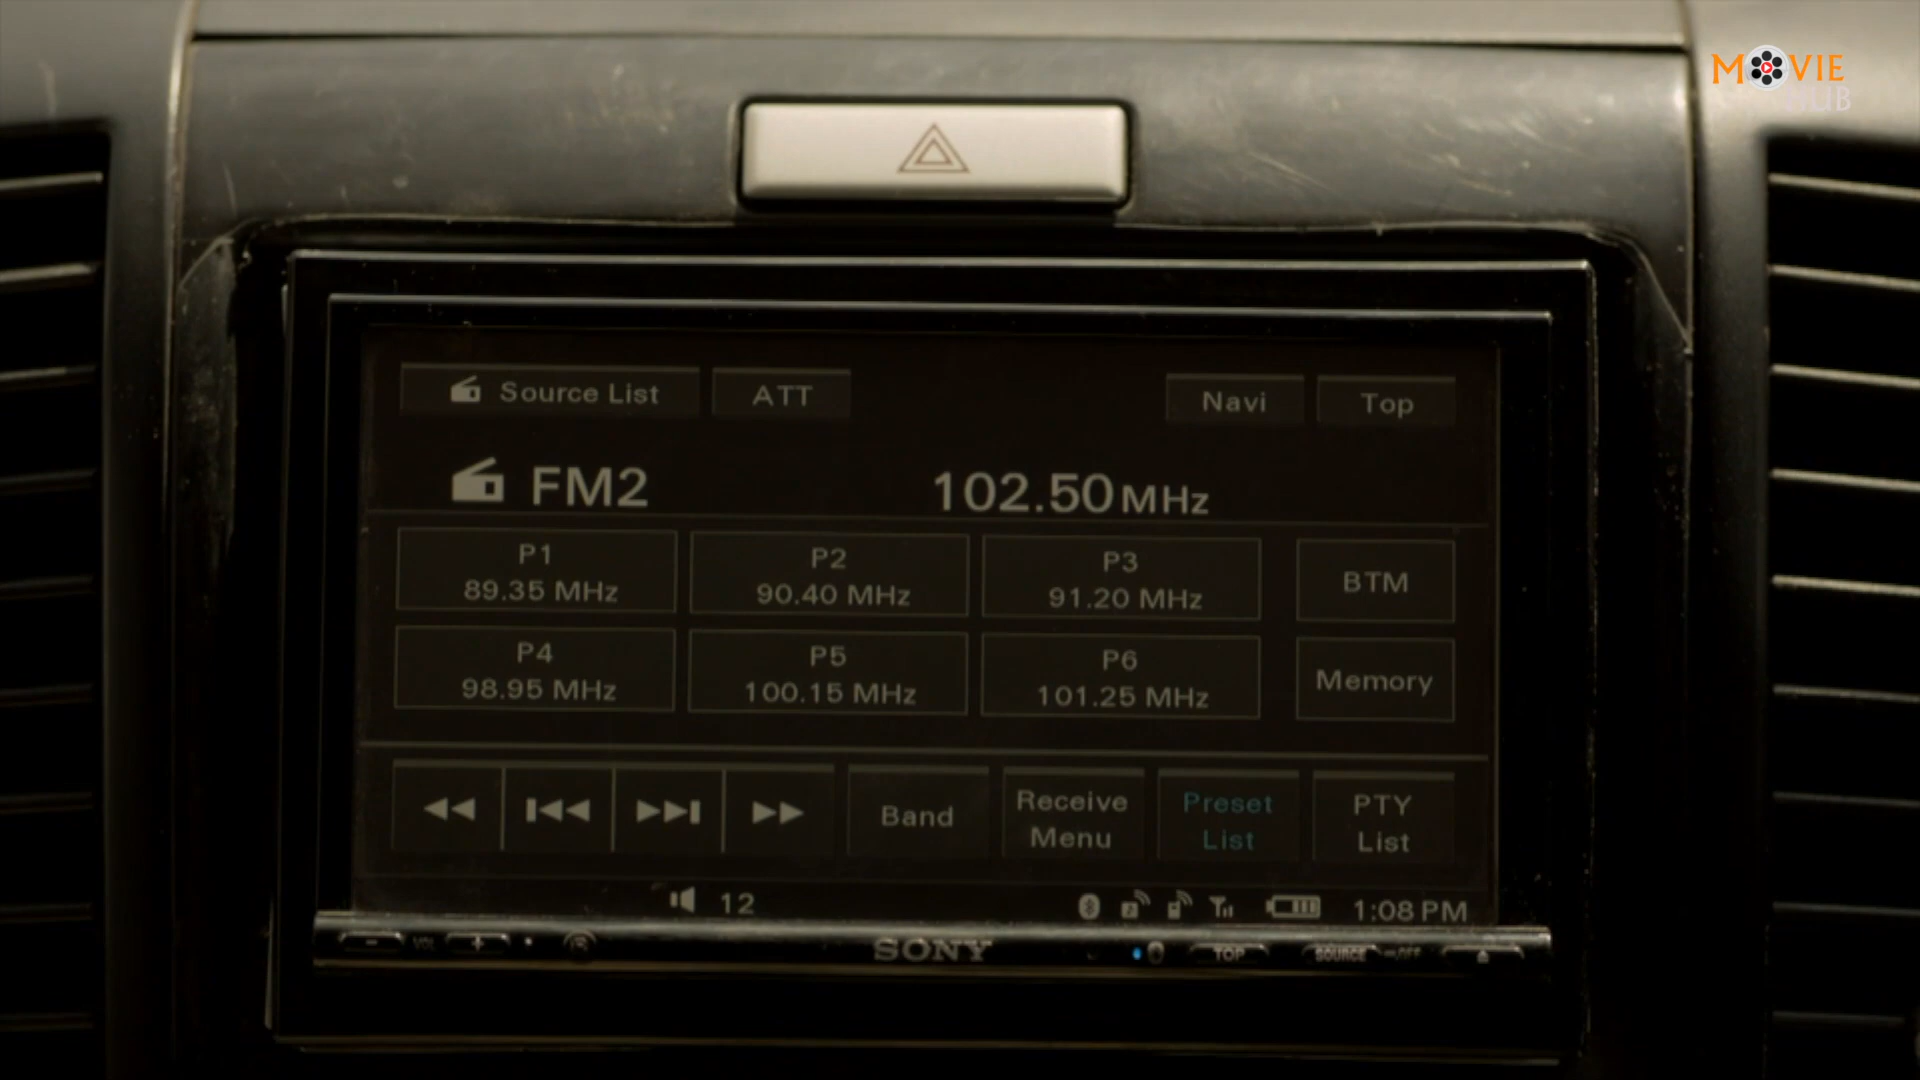 MOVIE
HUB
Source List ATT Navi Top
FM2 102.50 MHz
P1 P2 P3
89.35 MHz 90.40 MHz 91.20 MHz BTM
P4 P5 P6
98.95 MHz 100.15 MHz 101.25 MHz Memory
Band Receive Menu Preset List PTY List
12 1:08 PM
- VOL + SONY TOP SOURCE OFF